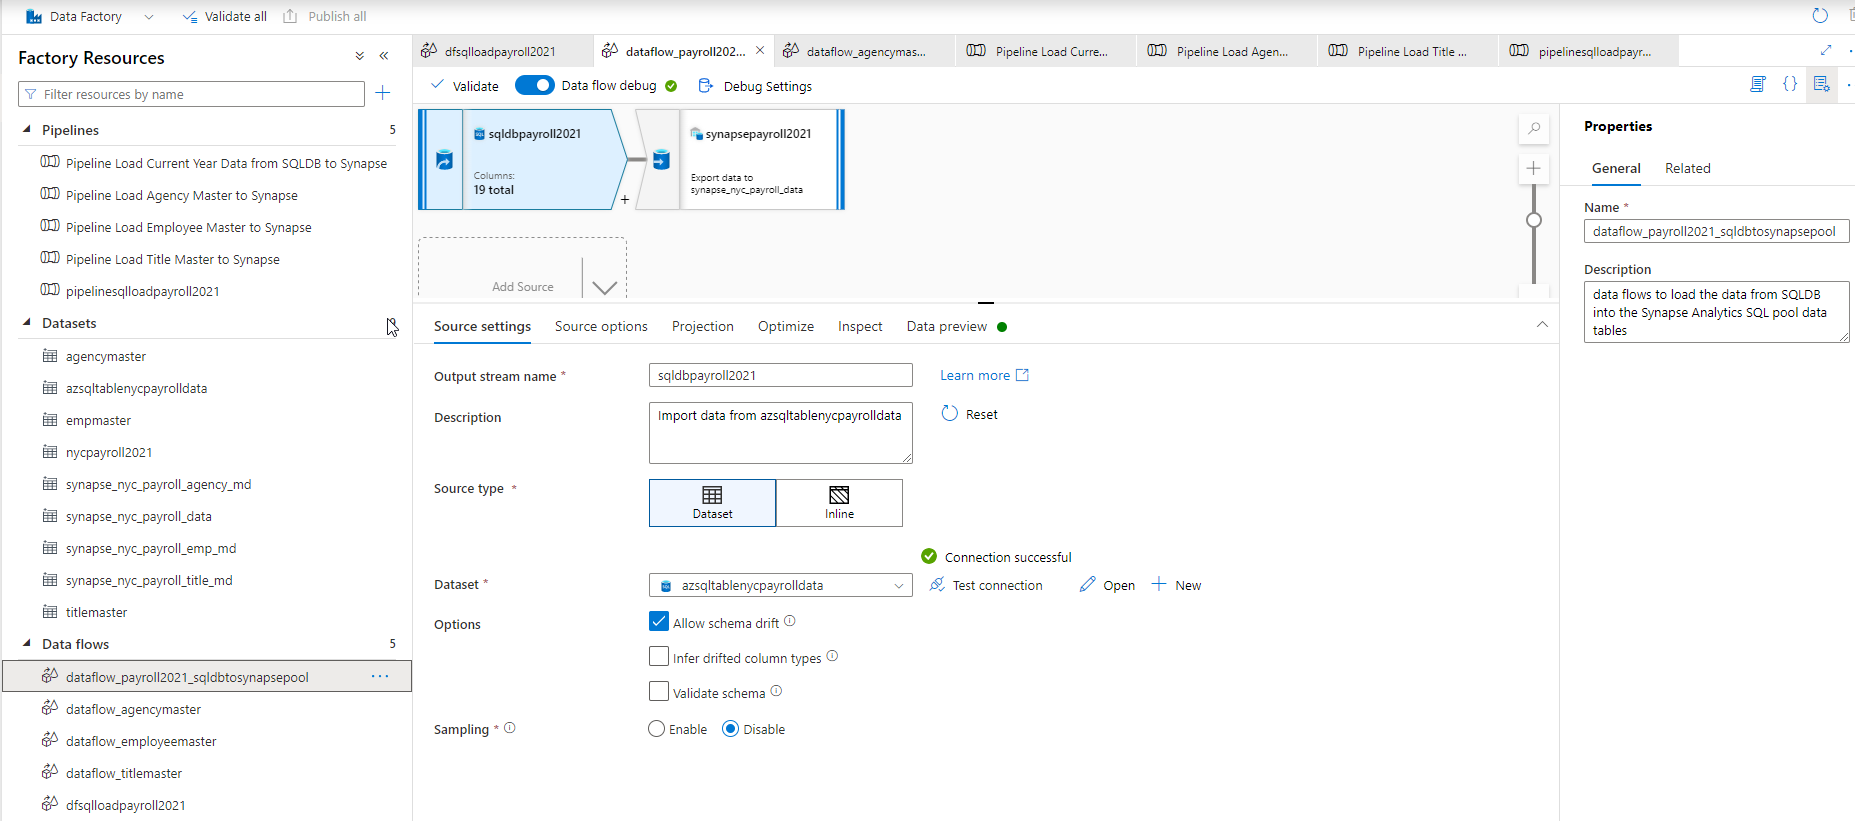 Data Factory
Validate all
Publish all
Factory Resources
Filter resources by name
Pipelines 5
Pipeline Load Current Year Data from SQLDB to Synapse
Pipeline Load Agency Master to Synapse
Pipeline Load Employee Master to Synapse
Pipeline Load Title Master to Synapse
pipelinesqlloadpayroll2021
Datasets
agencymaster
azsqltablenycpayrolldata
empmaster
nycpayroll2021
synapse_nyc_payroll_agency_md
synapse_nyc_payroll_data
synapse_nyc_payroll_emp_md
synapse_nyc_payroll_title_md
titlemaster
Data flows 5
dataflow_payroll2021_sqldbtosynapsepool
dataflow_agencymaster
dataflow_employeemaster
dataflow_titlemaster
dfsqlloadpayroll2021
dfsqlloadpayroll2021
dataflow_payroll202...
dataflow_agencymas...
Pipeline Load Curre...
Pipeline Load Agen...
Pipeline Load Title ...
pipelinesqlloadpayr...
Validate
Data flow debug
Debug Settings
sqldbpayroll2021
Columns:
19 total
synapsepayroll2021
Export data to
synapse_nyc_payroll_data
Add Source
Source settings
Source options
Projection
Optimize
Inspect
Data preview
Output stream name *
sqldbpayroll2021
Learn more
Description
Import data from azsqltablenycpayrolldata
Reset
Source type *
Dataset
Inline
Connection successful
Dataset *
azsqltablenycpayrolldata
Test connection
Open
New
Options
Allow schema drift
Infer drifted column types
Validate schema
Sampling *
Enable
Disable
Properties
General
Related
Name *
dataflow_payroll2021_sqldbtosynapsepool
Description
data flows to load the data from SQLDB
into the Synapse Analytics SQL pool data
tables